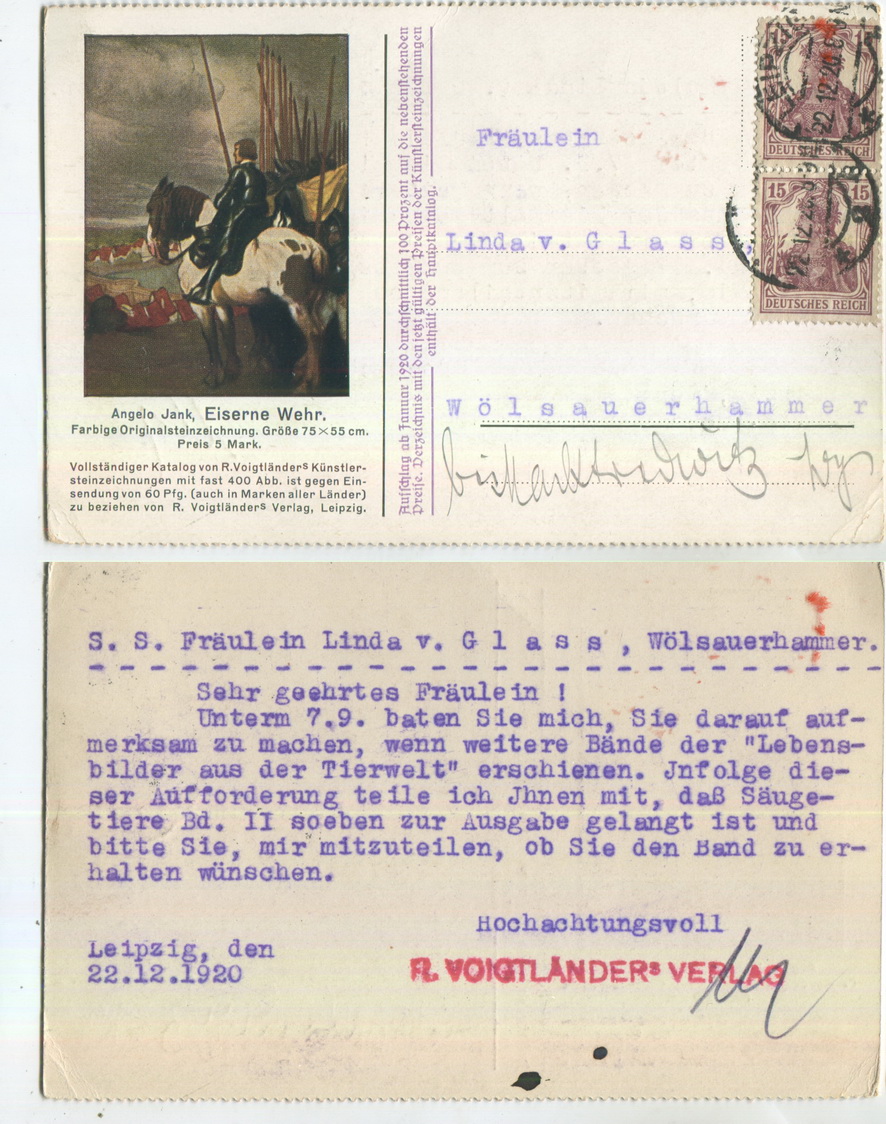 Angelo Jank, Eiserne Wehr.
Farbige Originalsteinzeichnung. Größe 75×55 cm.
Preis 5 Mark.
Vollständiger Katalog von R. Voigtländers Künstler-
steinzeichnungen mit fast 400 Abb. ist gegen Ein-
sendung von 60 Pfg. (auch in Marken aller Länder)
zu beziehen von R. Voigtländers Verlag, Leipzig.
Aufschlag ab Januar 1920 durchschnittlich 100 Prozent auf die nebenstehenden
Preise. Verzeichnis mit den jetzt gültigen Preisen der Künstlersteinzeichnungen
enthält der Hauptkatalog.
Fräulein
Linda v. G l a s s ,
W ö l s a u e r h a m m e r
bis Marktredwitz
15
DEUTSCHES REICH
15 15
DEUTSCHES REICH
LEIPZIG
22.12.20
S. S. Fräulein Linda v. G l a s s , Wölsauerhammer.
Sehr geehrtes Fräulein !
Unterm 7.9. baten Sie mich, Sie darauf auf-
merksam zu machen, wenn weitere Bände der "Lebens-
bilder aus der Tierwelt" erschienen. Jnfolge die-
ser Aufforderung teile ich Jhnen mit, daß Säuge-
tiere Bd. II soeben zur Ausgabe gelangt ist und
bitte Sie, mir mitzuteilen, ob Sie den Band zu er-
halten wünschen.
Hochachtungsvoll
Leipzig, den
22.12.1920
R. VOIGTLÄNDERS VERLAG